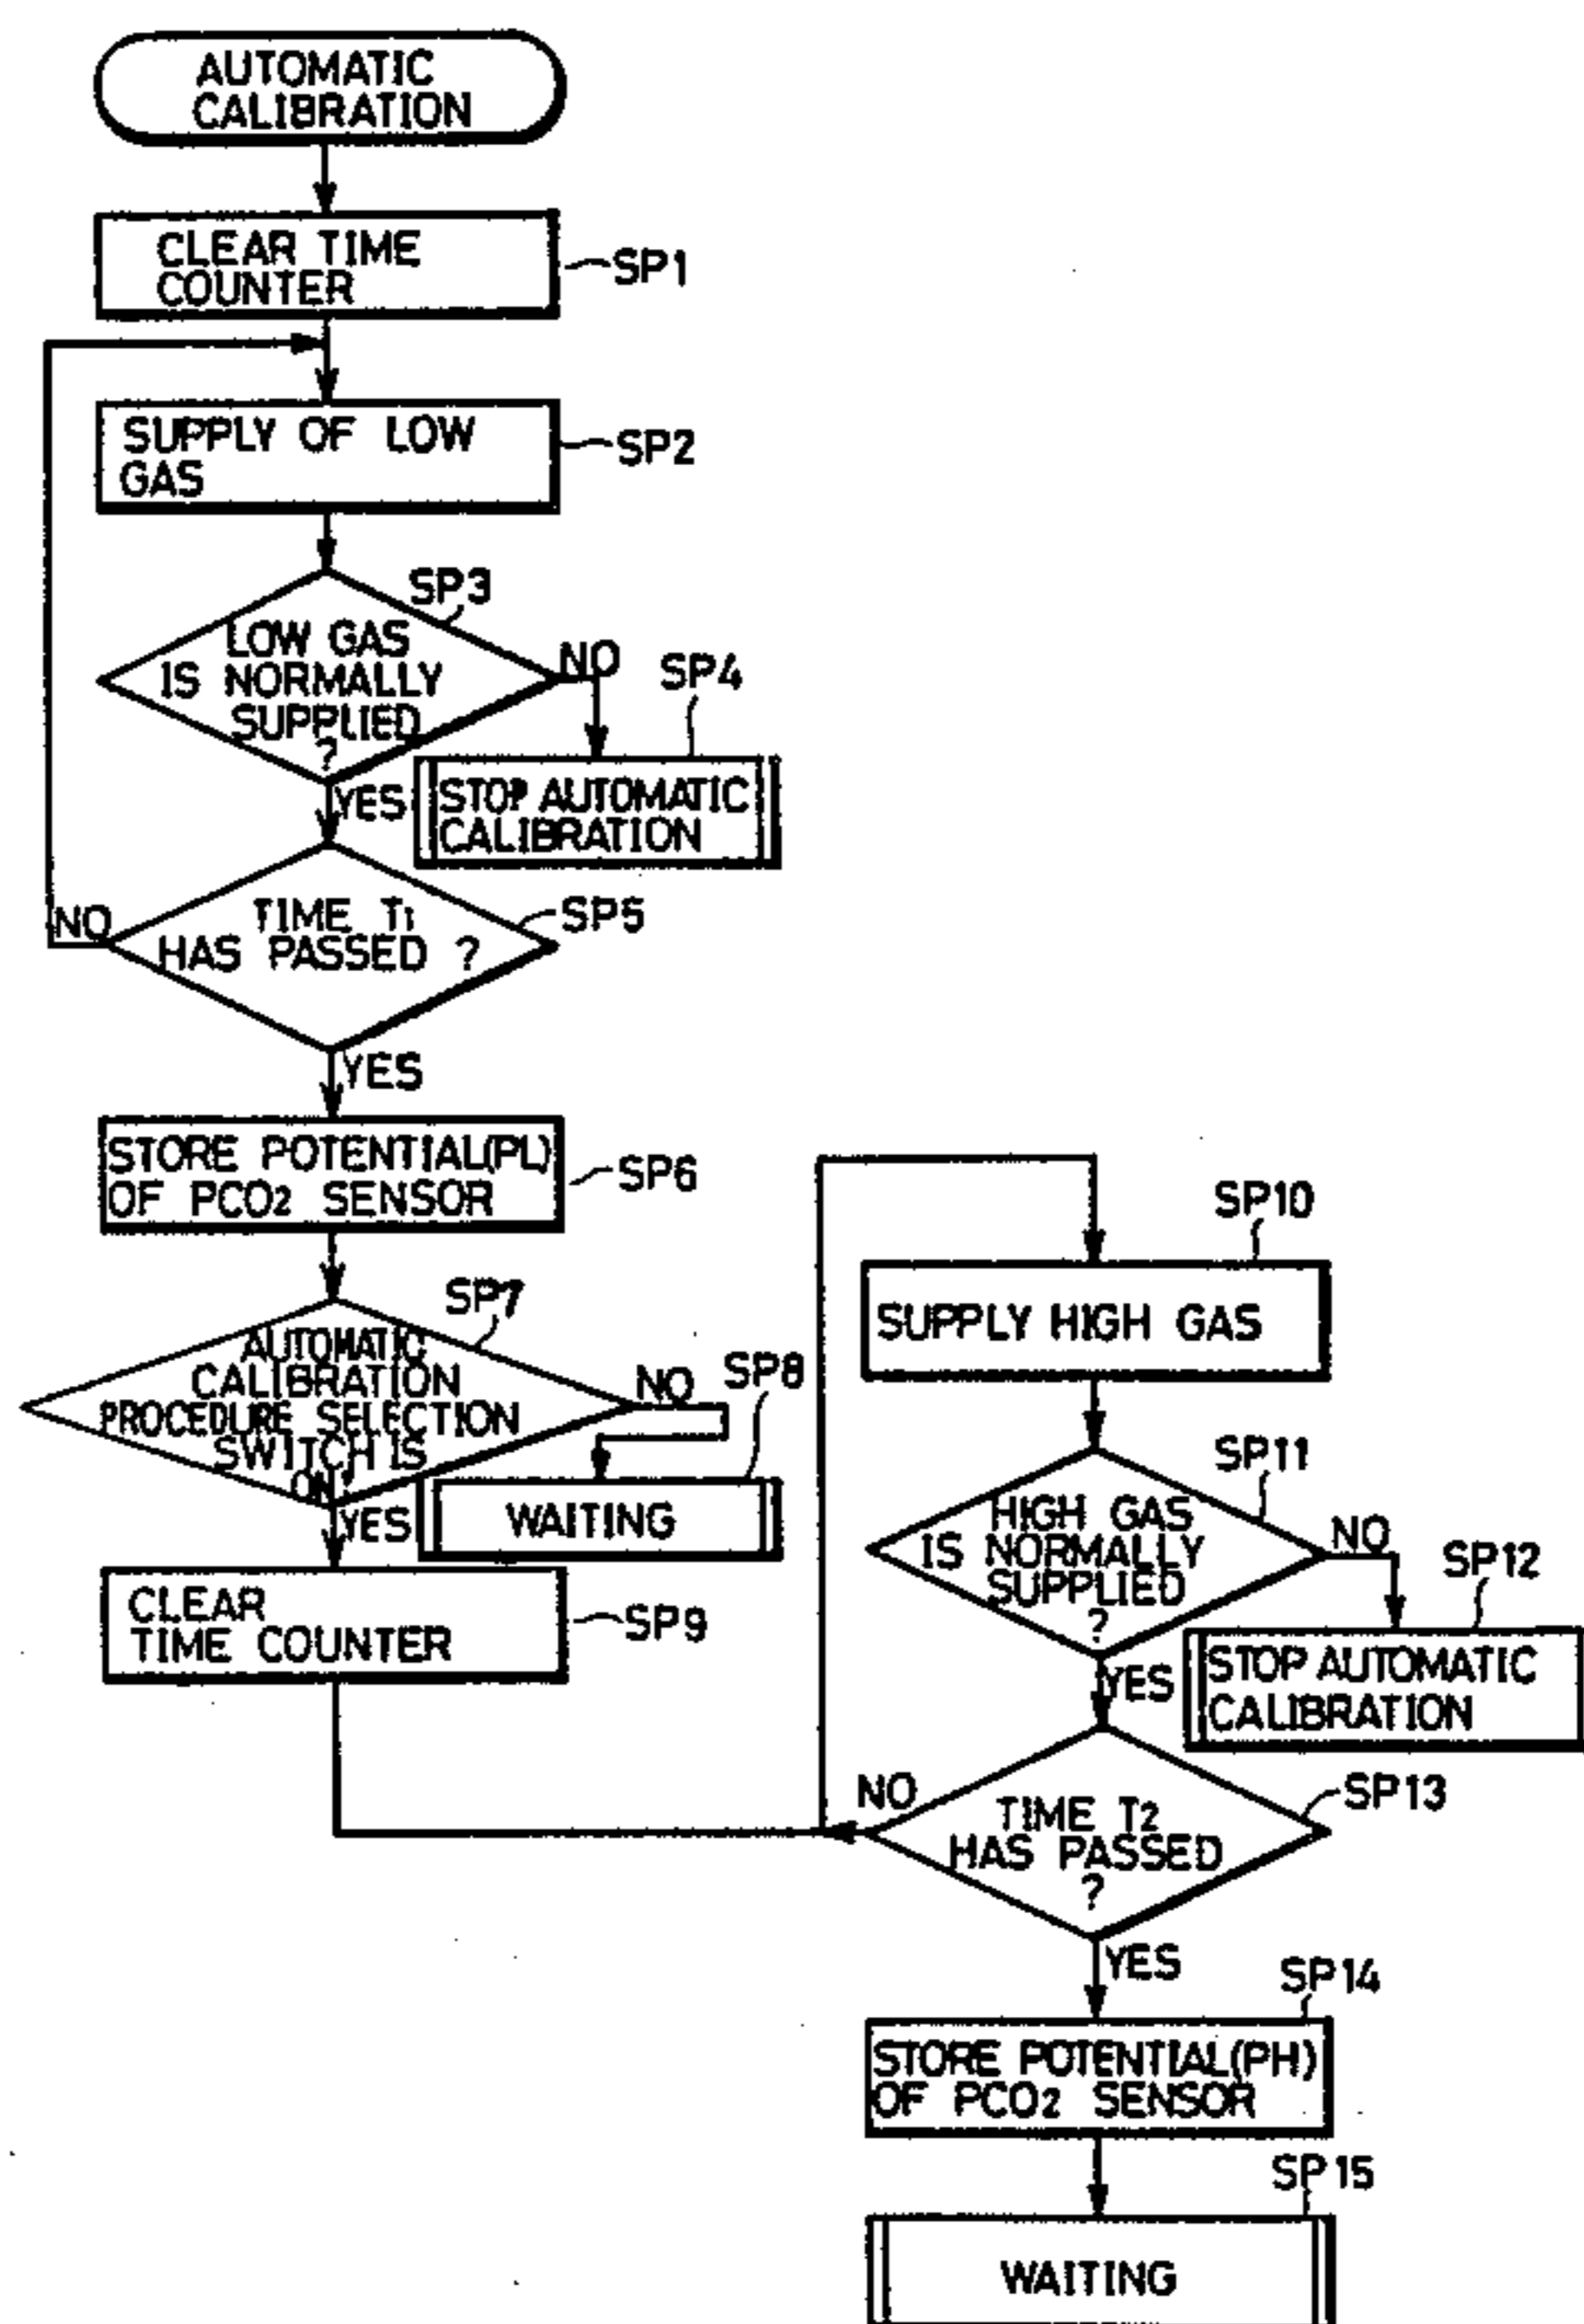 AUTOMATIC
CALIBRATION
CLEAR TIME
COUNTER
SP1
SUPPLY OF LOW
GAS
SP2
SP3
LOW GAS
IS NORMALLY
SUPPLIED
?
NO
YES
SP4
STOP AUTOMATIC
CALIBRATION
TIME T1
HAS PASSED ?
SP5
NO
YES
STORE POTENTIAL(PL)
OF PCO2 SENSOR
SP6
SP7
AUTOMATIC
CALIBRATION
PROCEDURE SELECTION
SWITCH IS
ON?
NO
YES
SP8
WAITING
CLEAR
TIME COUNTER
SP9
SP10
SUPPLY HIGH GAS
SP11
HIGH GAS
IS NORMALLY
SUPPLIED
?
NO
YES
SP12
STOP AUTOMATIC
CALIBRATION
NO
TIME T2
HAS PASSED
?
SP13
YES
SP14
STORE POTENTIAL(PH)
OF PCO2 SENSOR
SP15
WAITING